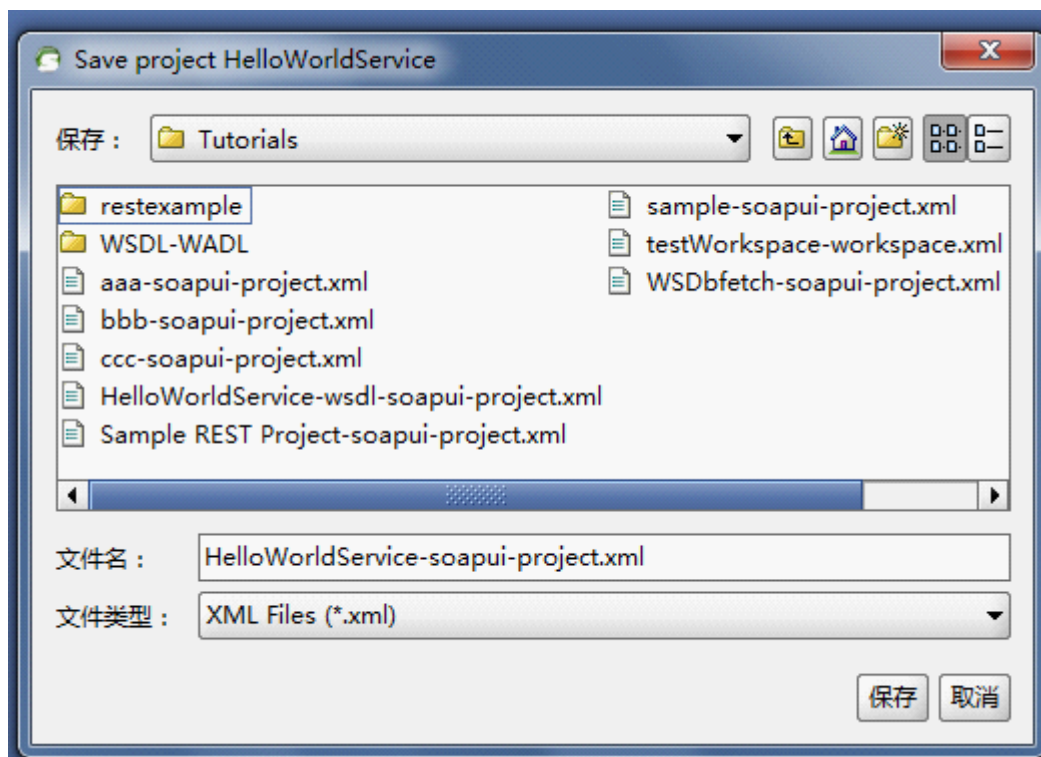 Save project HelloWorldService
保存： Tutorials
restexample
WSDL-WADL
aaa-soapui-project.xml
bbb-soapui-project.xml
ccc-soapui-project.xml
HelloWorldService-wsdl-soapui-project.xml
Sample REST Project-soapui-project.xml
sample-soapui-project.xml
testWorkspace-workspace.xml
WSDbfetch-soapui-project.xml
文件名： HelloWorldService-soapui-project.xml
文件类型： XML Files (*.xml)
保存 取消